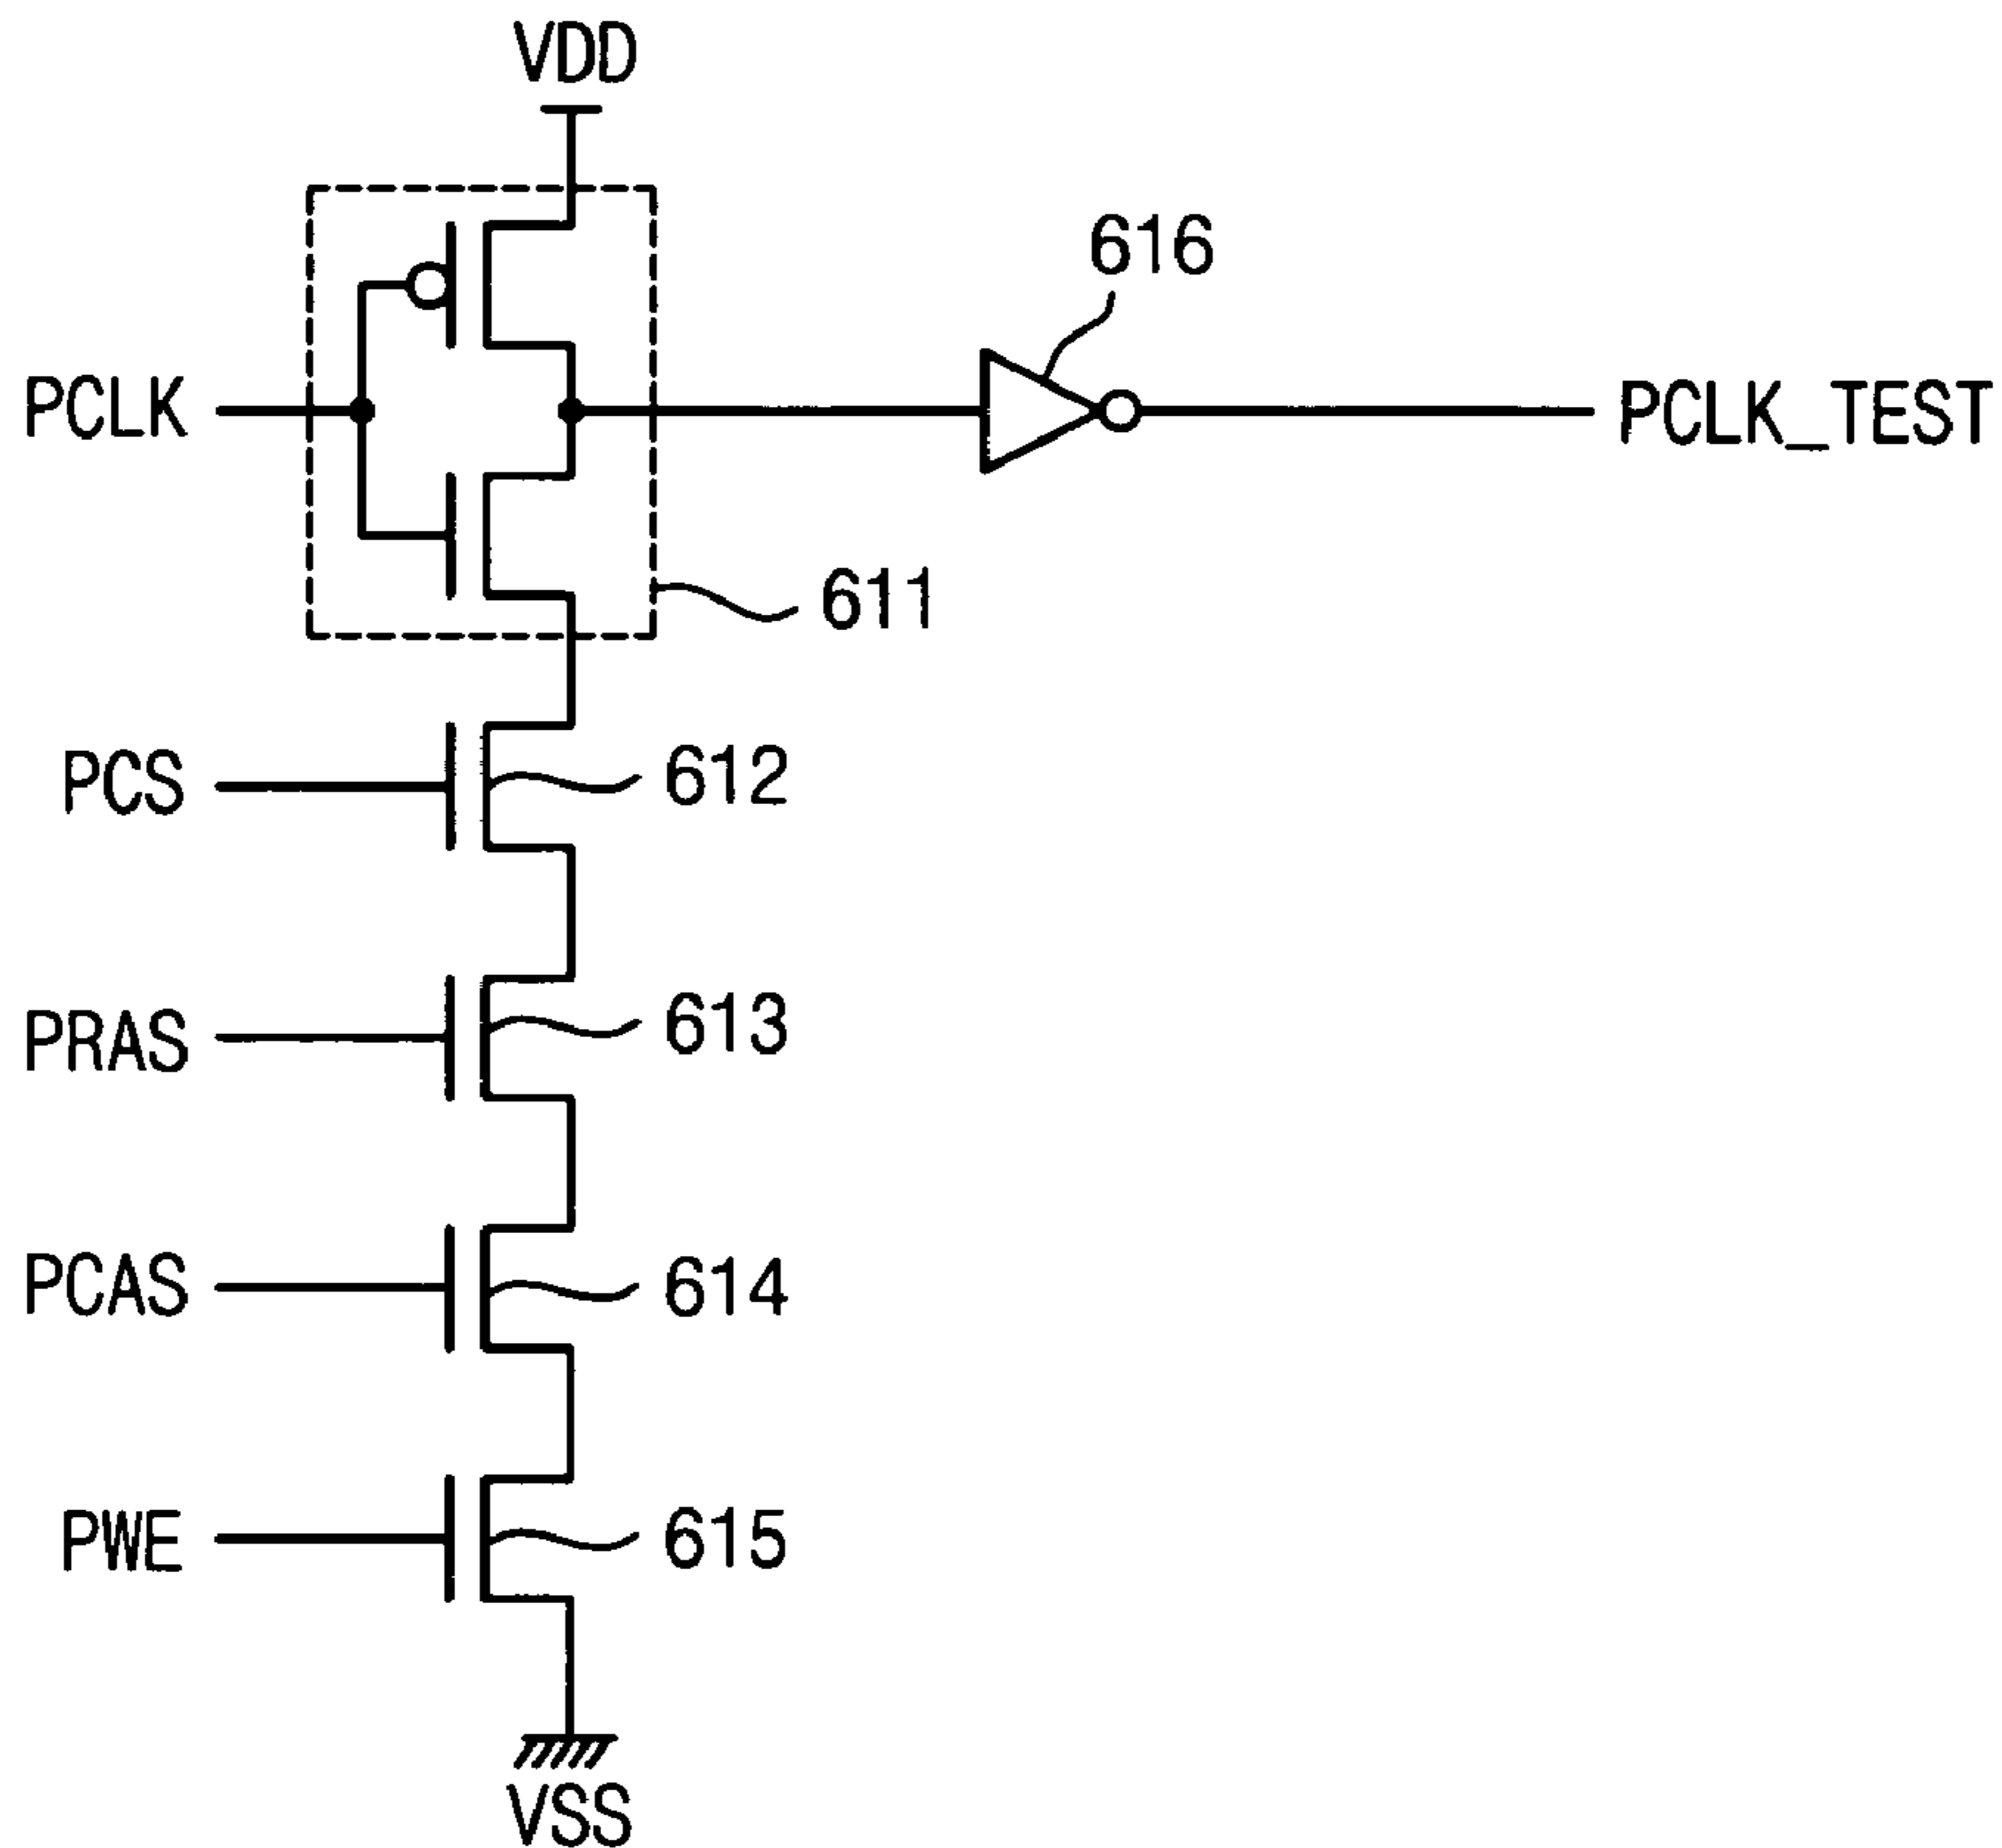 VDD
616
PCLK
PCLK_TEST
611
PCS
612
PRAS
613
PCAS
614
PWE
615
VSS